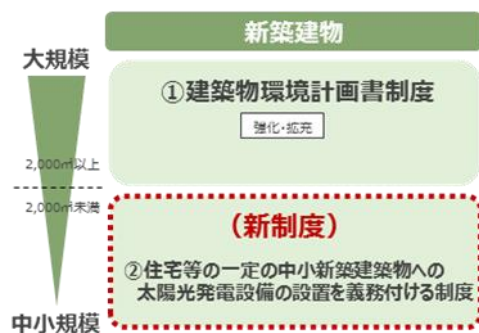 新築建物
大規模
①建築物環境計画書制度
強化・拡充
2,000㎡以上
2,000㎡未満
（新制度）
②住宅等の一定の中小新築建築物への
太陽光発電設備の設置を義務付ける制度
中小規模